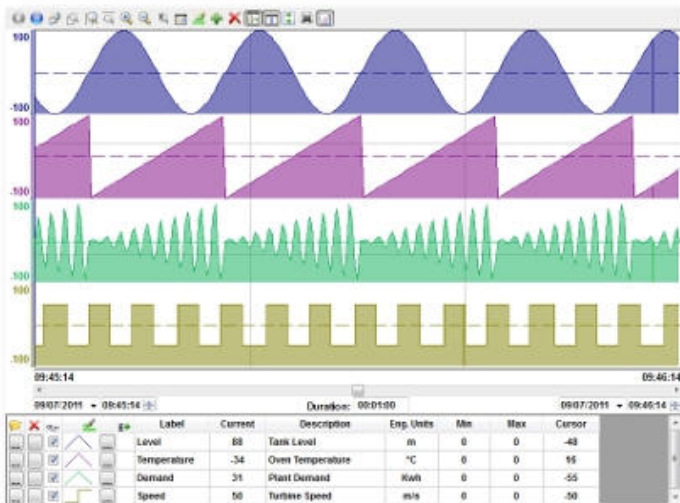 100
-100
100
-100
100
-100
100
-100
09:45:14 09:46:14
09/07/2011 09:45:14 Duration: 00:01:00 09/07/2011 09:46:14
Label Current Description Eng. Units Min Max Cursor
Level 88 Tank Level m 0 0 -48
Temperature -34 Oven Temperature °C 0 0 16
Demand 31 Plant Demand Kwh 0 0 -55
Speed 50 Turbine Speed m/s 0 0 -50